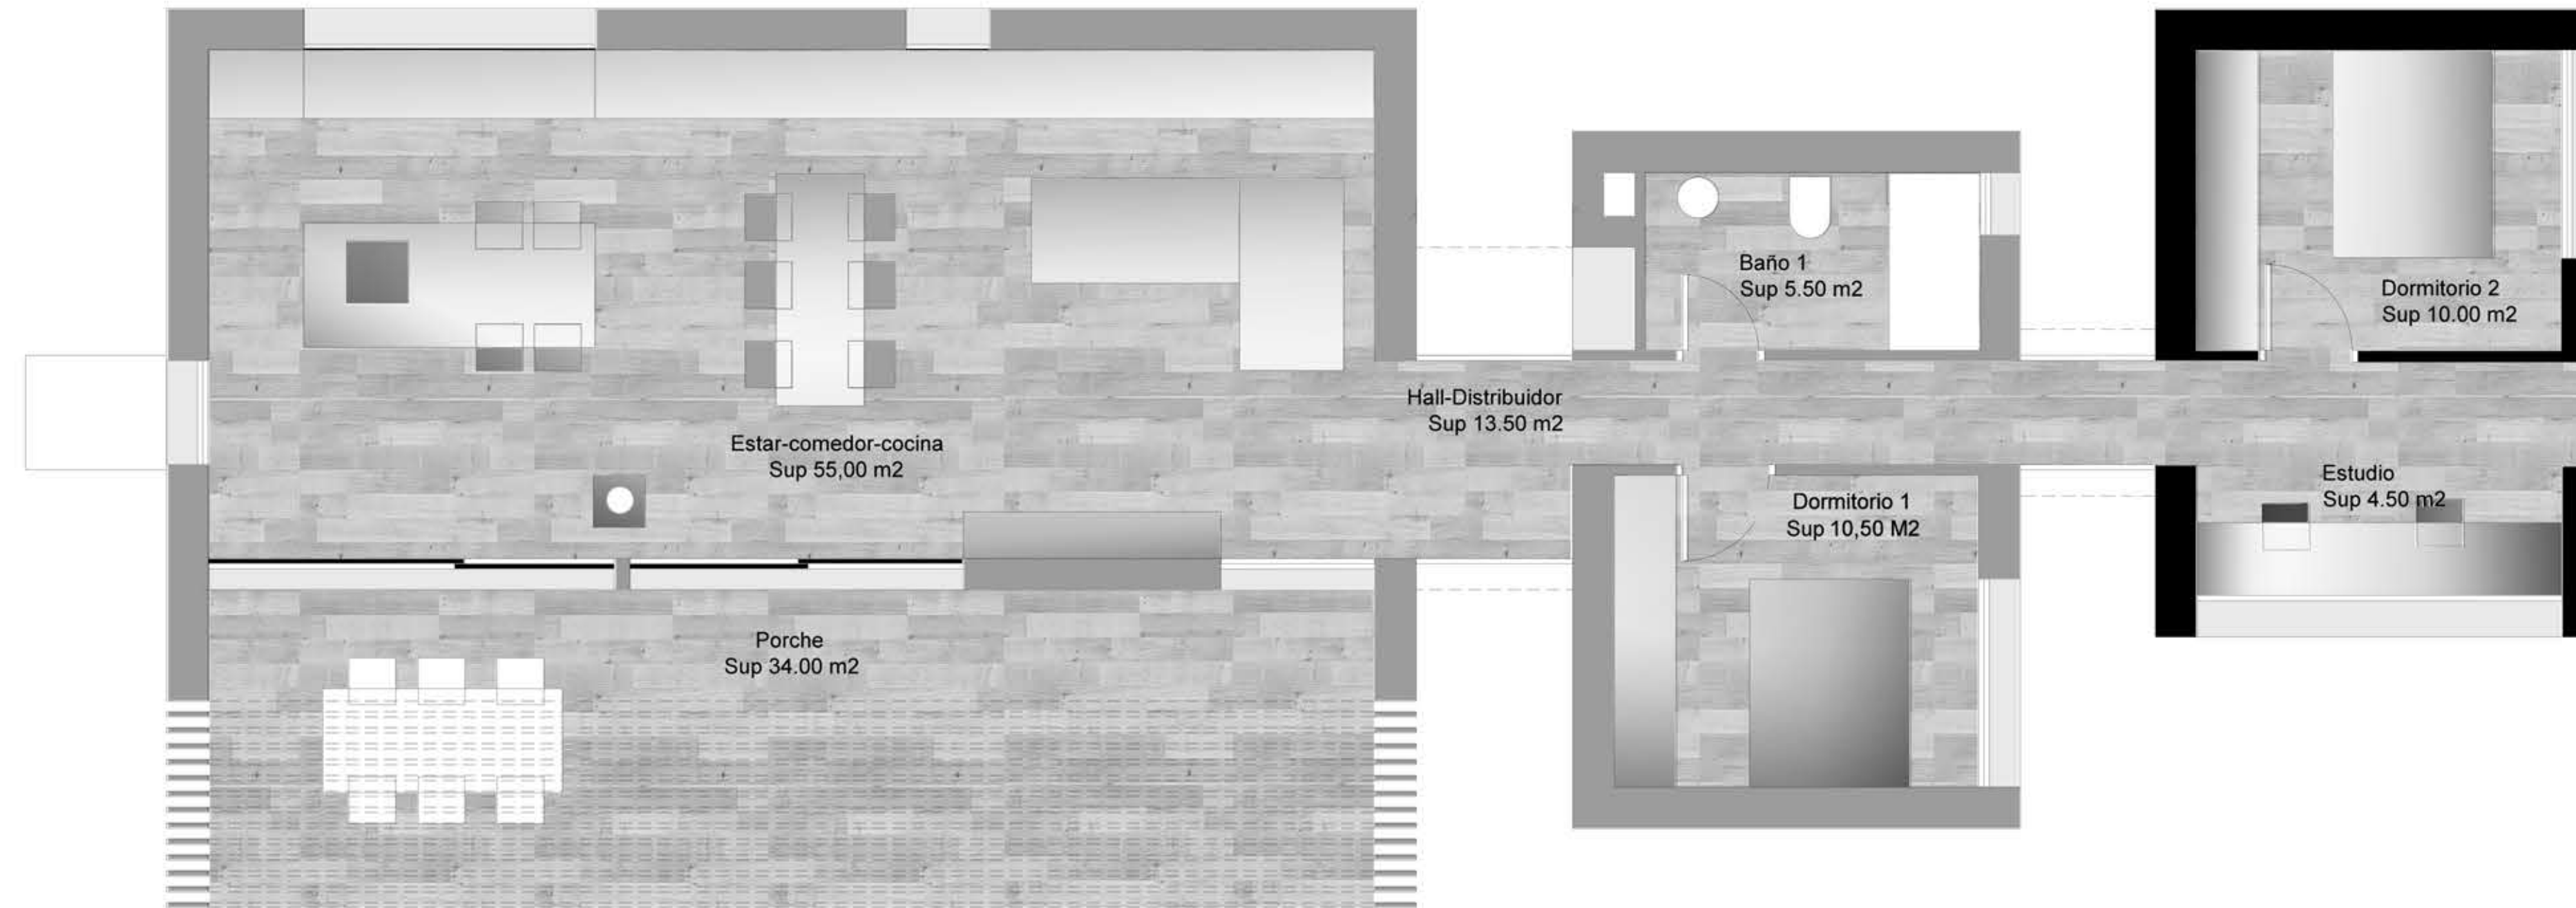 Estar-comedor-cocina
Sup 55,00 m2
Porche
Sup 34.00 m2
Hall-Distribuidor
Sup 13.50 m2
Baño 1
Sup 5.50 m2
Dormitorio 1
Sup 10,50 M2
Dormitorio 2
Sup 10.00 m2
Estudio
Sup 4.50 m2